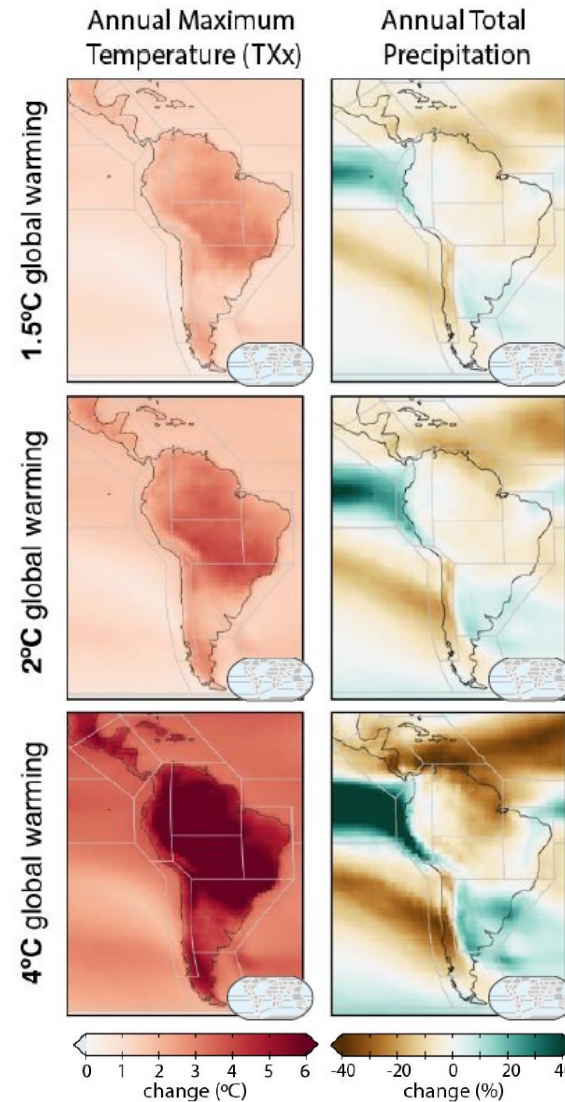 Annual Maximum
Temperature (TXx)
Annual Total
Precipitation
1.5ºC global warming
2ºC global warming
4ºC global warming
0 1 2 3 4 5 6
change (ºC)
-40 -20 0 20 40
change (%)